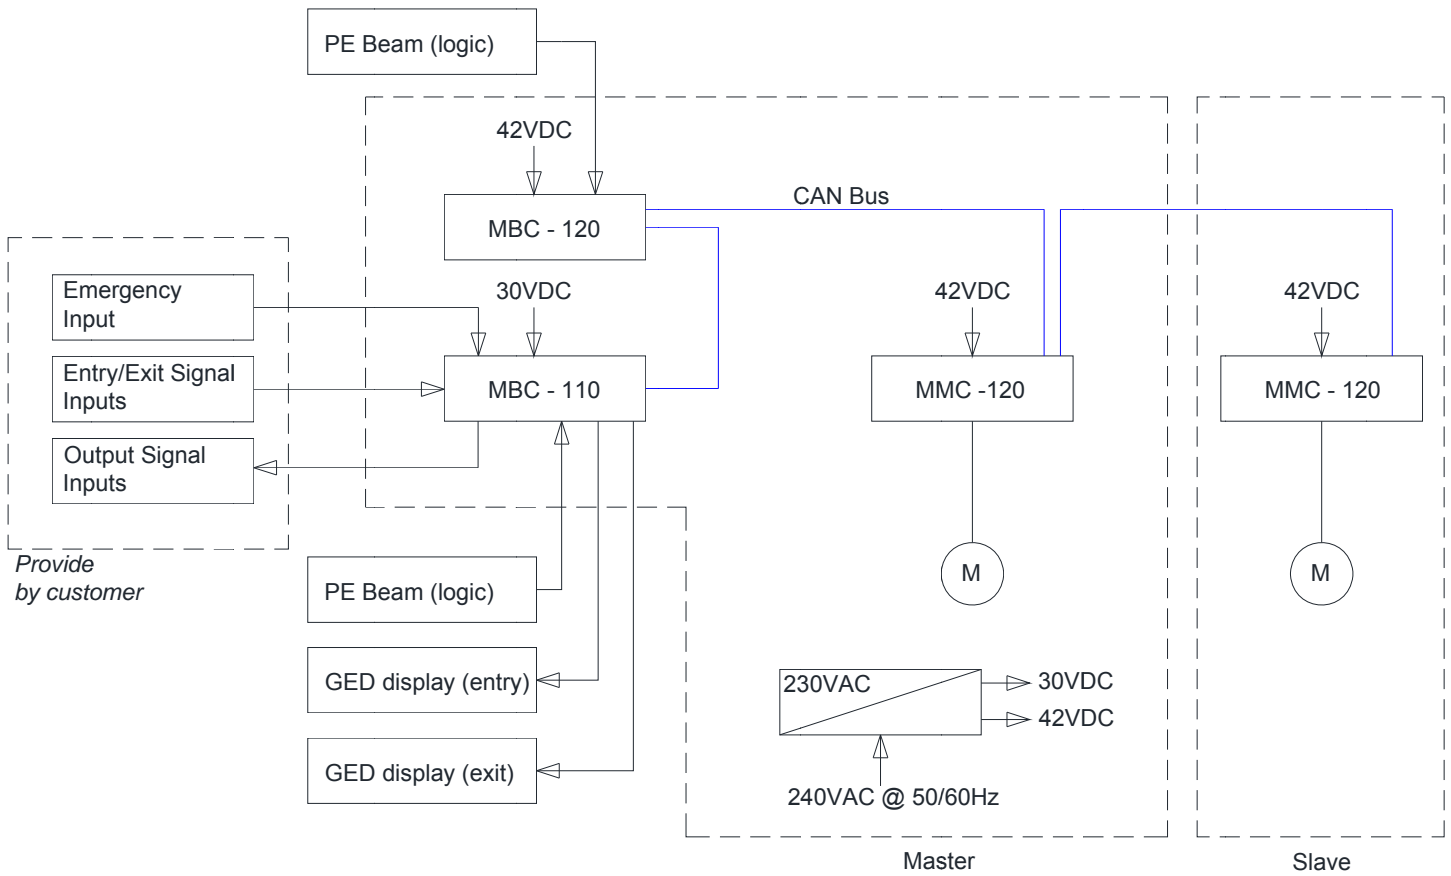 PE Beam (logic)
42VDC
CAN Bus
MBC - 120
Emergency
Input
30VDC
42VDC
42VDC
Entry/Exit Signal
Inputs
MBC - 110
MMC -120
MMC - 120
Output Signal
Inputs
Provide
by customer
PE Beam (logic)
M
M
GED display (entry)
230VAC
30VDC
42VDC
GED display (exit)
240VAC @ 50/60Hz
Master
Slave